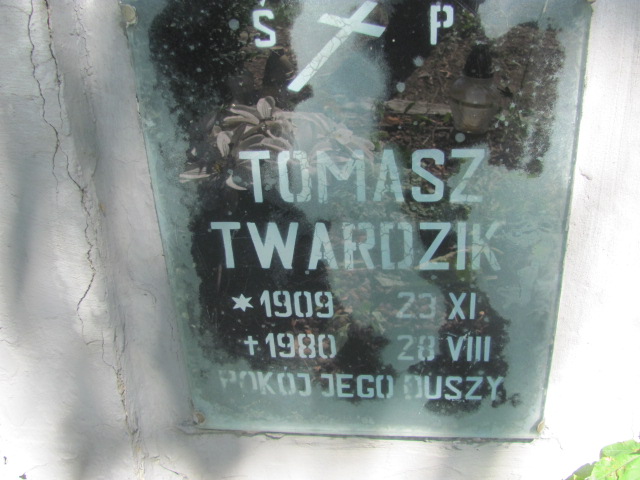 Ś P
TOMASZ
TWARDZIK
* 1909 23 XI
+ 1980 28 VIII
POKÓJ JEGO DUSZY